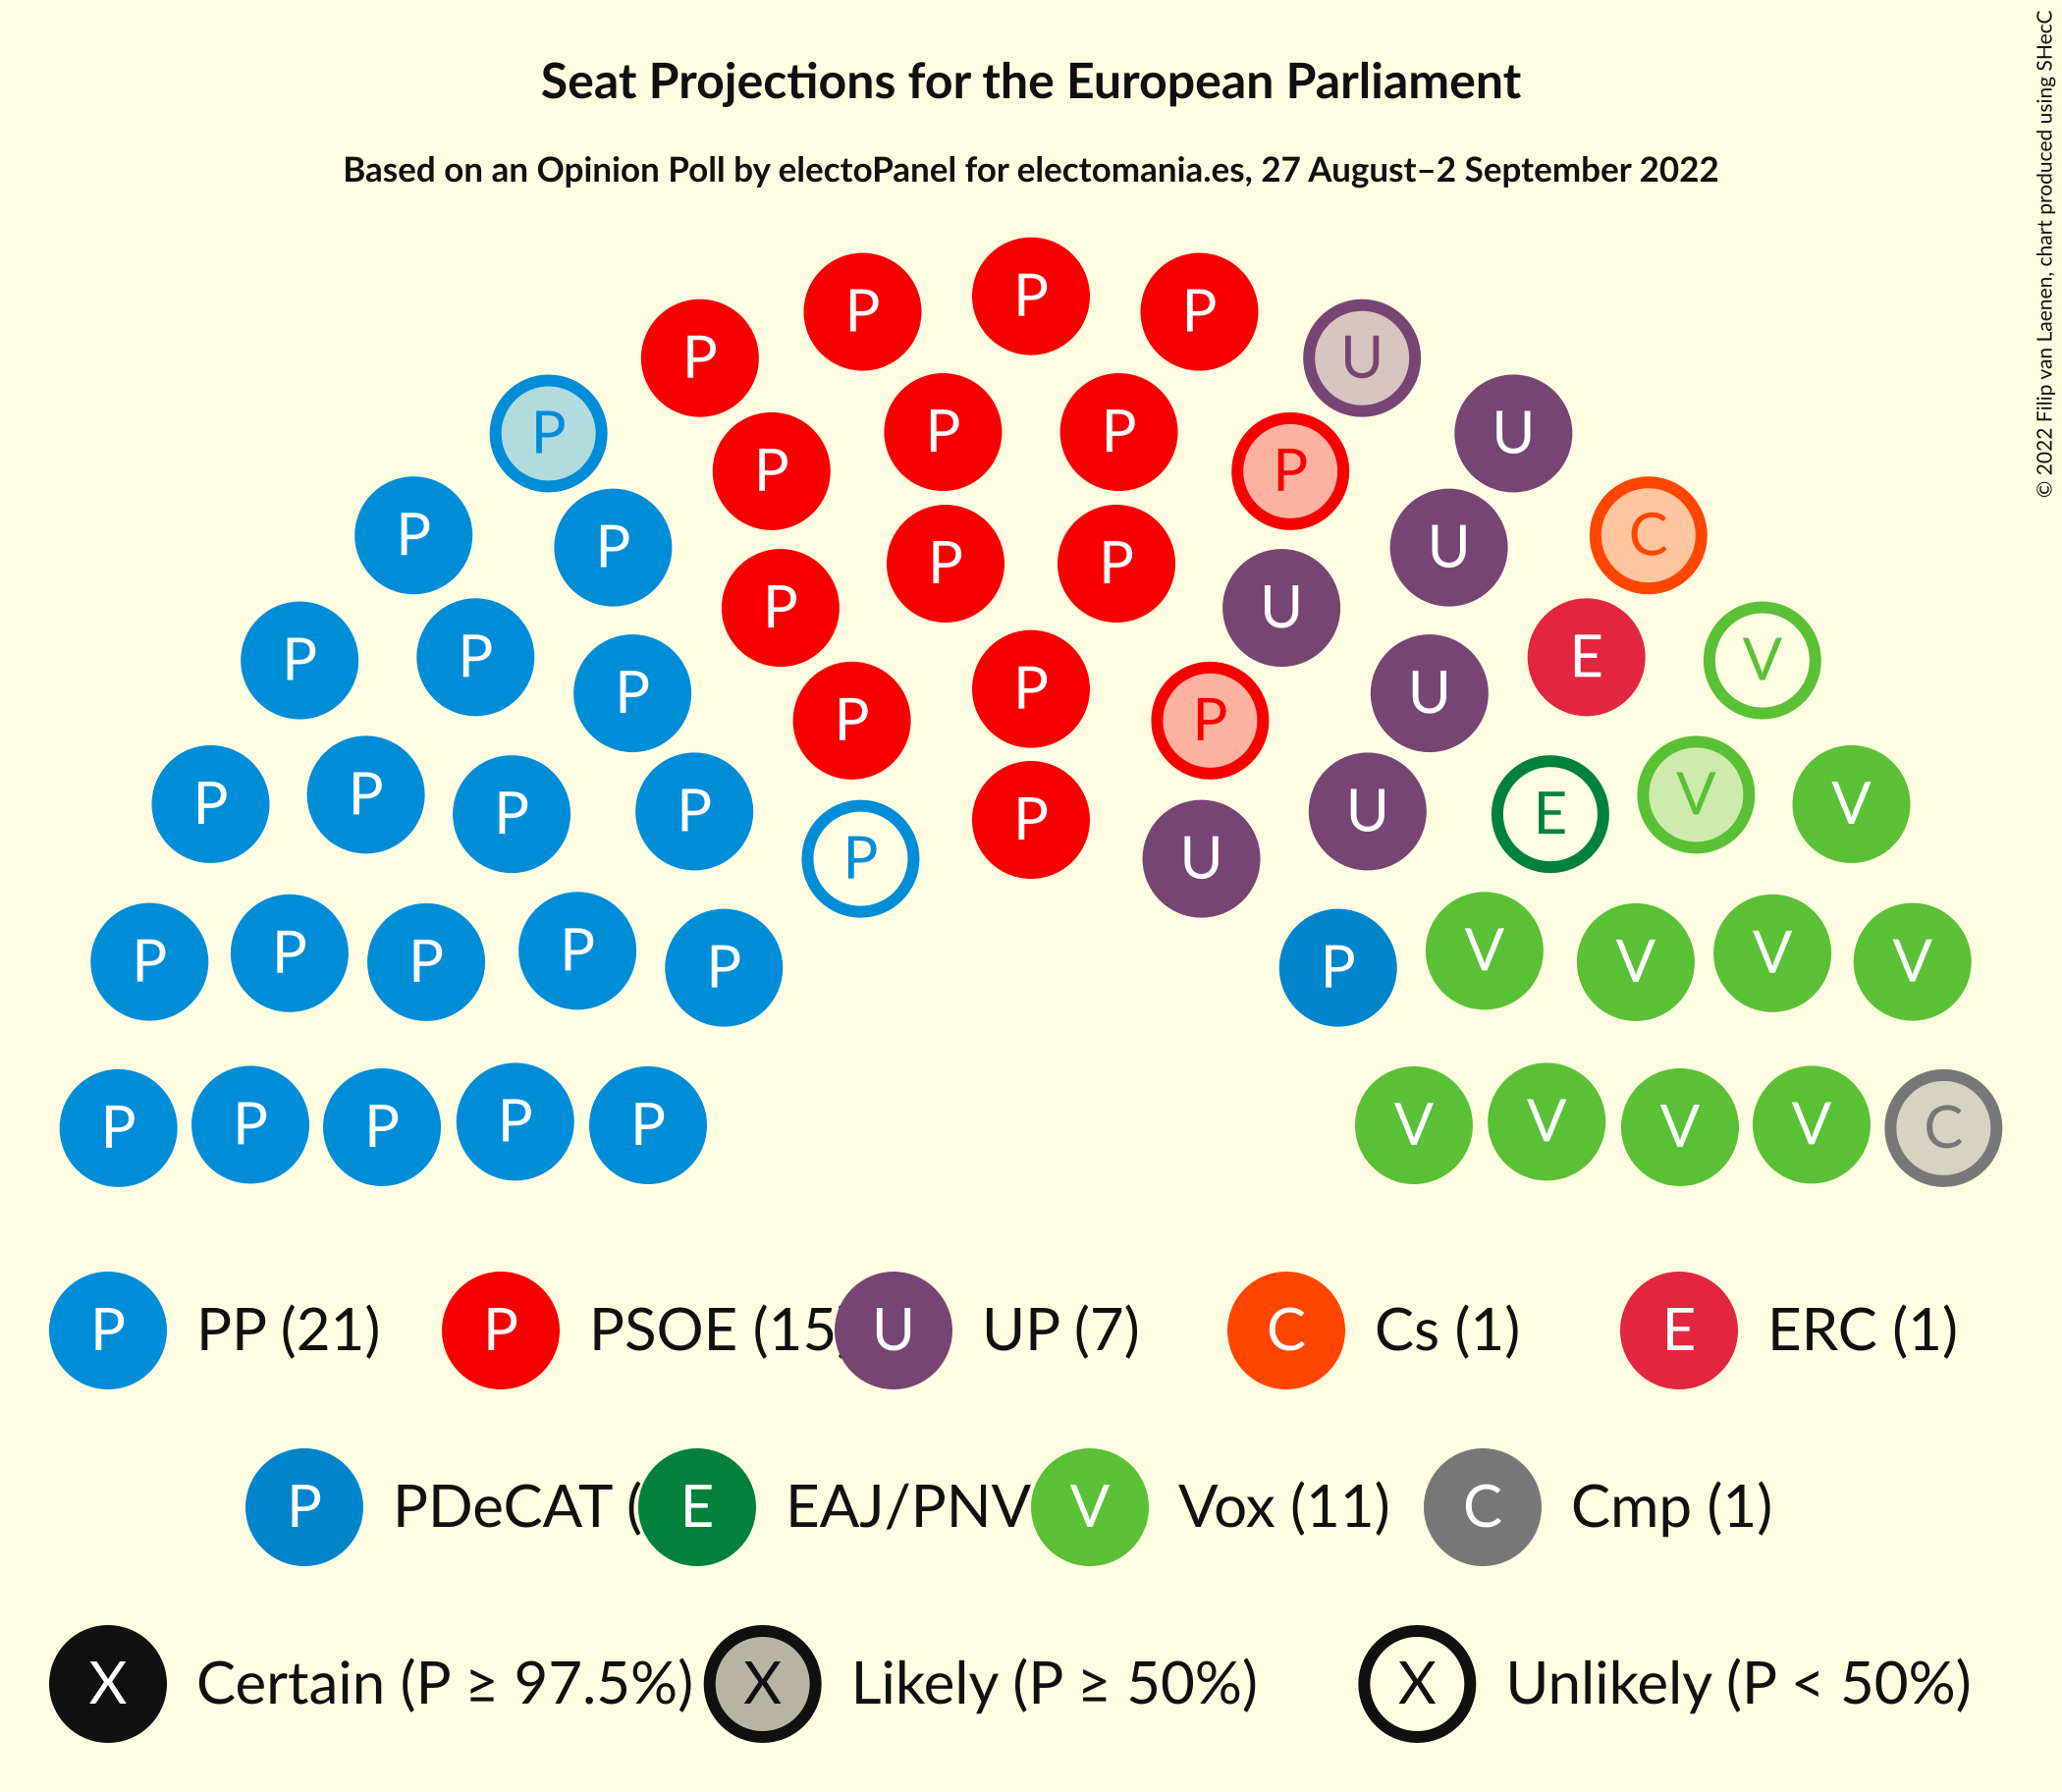 Seat Projections for the European Parliament
Based on an Opinion Poll by electoPanel for electomania.es, 27 August–2 September 2022
© 2022 Filip van Laenen, chart produced using SHecC
P
P P
P P
P U
P P
P P
P U
P P
P C
P P
P U
P P
P U
P P
P E V
P P
P U
P P
P V
P P P P
U E V
P P
P U
P P P P P
P V V V V
P P P P P
V V V V C
P PP (21) P PSOE (15 U UP (7) C Cs (1) E ERC (1)
P PDeCAT ( E EAJ/PNV V Vox (11) C Cmp (1)
X Certain (P ≥ 97.5%) X Likely (P ≥ 50%) X Unlikely (P < 50%)